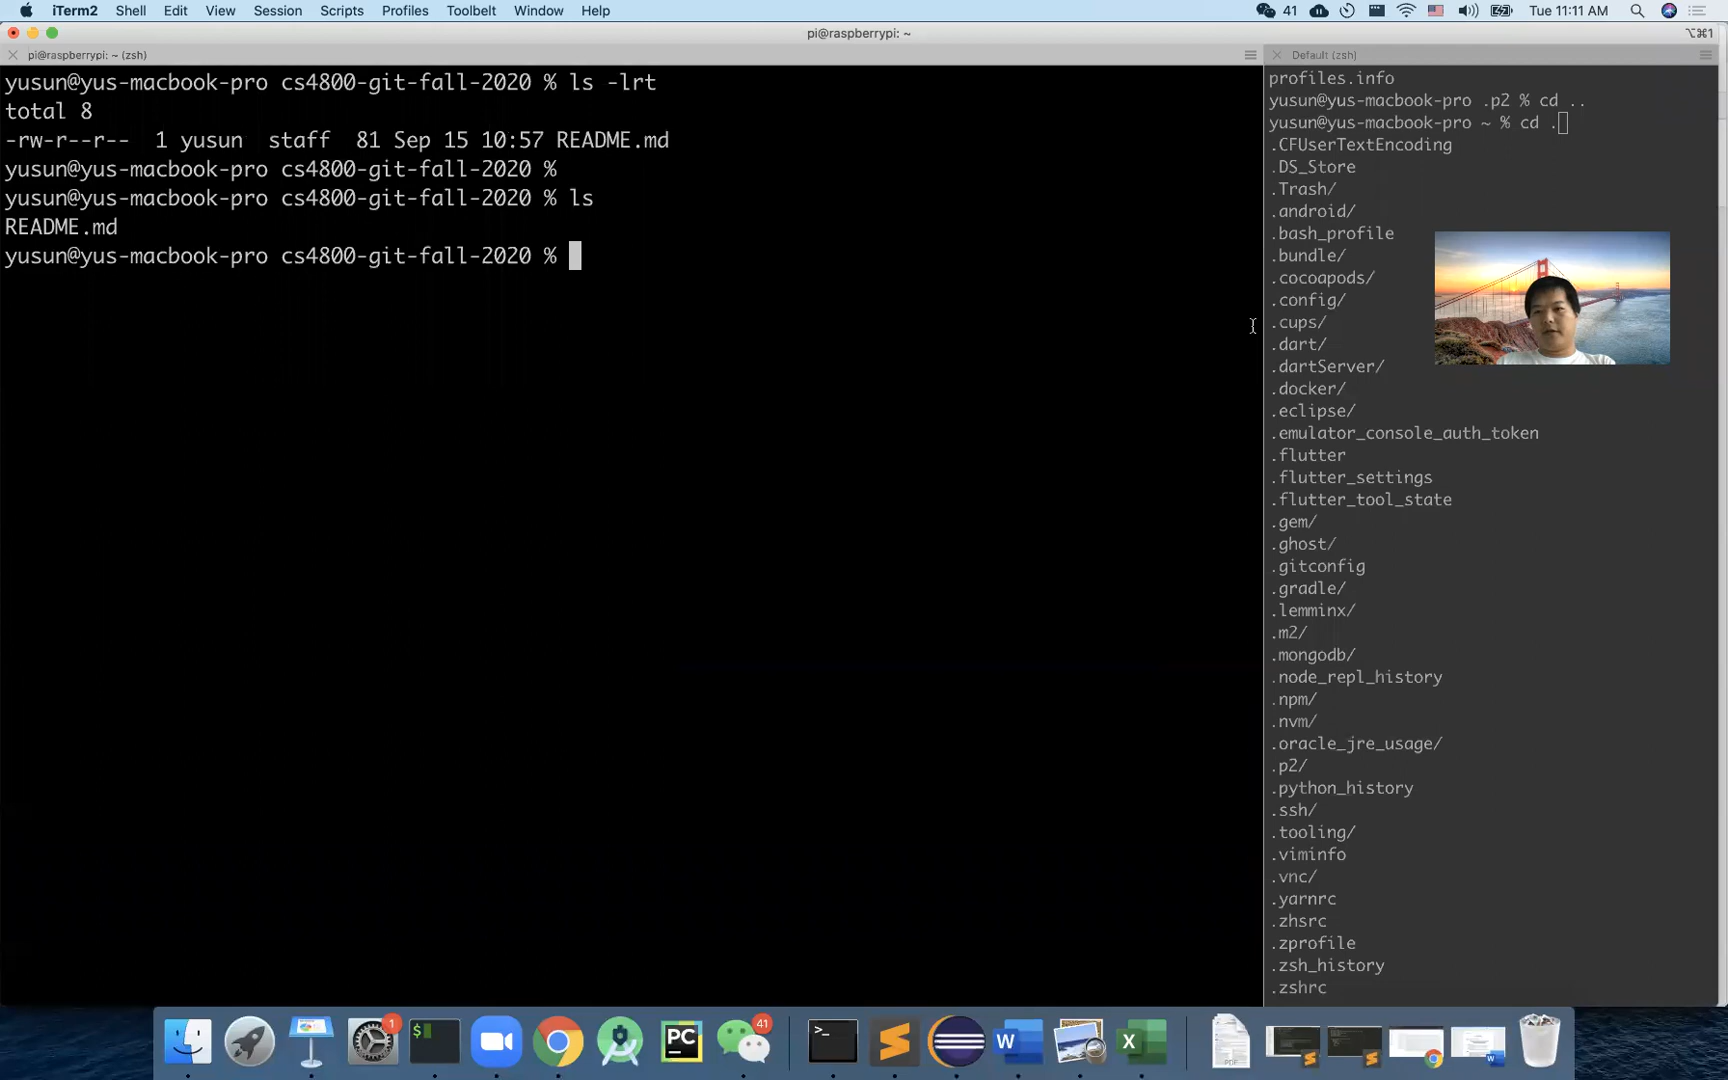 iTerm2 Shell Edit View Session Scripts Profiles Toolbelt Window Help 41 Tue 11:11 AM
pi@raspberrypi: ~ ⌥⌘1
pi@raspberrypi: ~ (zsh)
yusun@yus-macbook-pro cs4800-git-fall-2020 % ls -lrt
total 8
-rw-r--r-- 1 yusun staff 81 Sep 15 10:57 README.md
yusun@yus-macbook-pro cs4800-git-fall-2020 %
yusun@yus-macbook-pro cs4800-git-fall-2020 % ls
README.md
yusun@yus-macbook-pro cs4800-git-fall-2020 %
Default (zsh)
profiles.info
yusun@yus-macbook-pro .p2 % cd ..
yusun@yus-macbook-pro ~ % cd .
.CFUserTextEncoding
.DS_Store
.Trash/
.android/
.bash_profile
.bundle/
.cocoapods/
.config/
.cups/
.dart/
.dartServer/
.docker/
.eclipse/
.emulator_console_auth_token
.flutter
.flutter_settings
.flutter_tool_state
.gem/
.ghost/
.gitconfig
.gradle/
.lemminx/
.m2/
.mongodb/
.node_repl_history
.npm/
.nvm/
.oracle_jre_usage/
.p2/
.python_history
.ssh/
.tooling/
.viminfo
.vnc/
.yarnrc
.zhsrc
.zprofile
.zsh_history
.zshrc
1
$
PC
41
>_
W
X
PDF
W